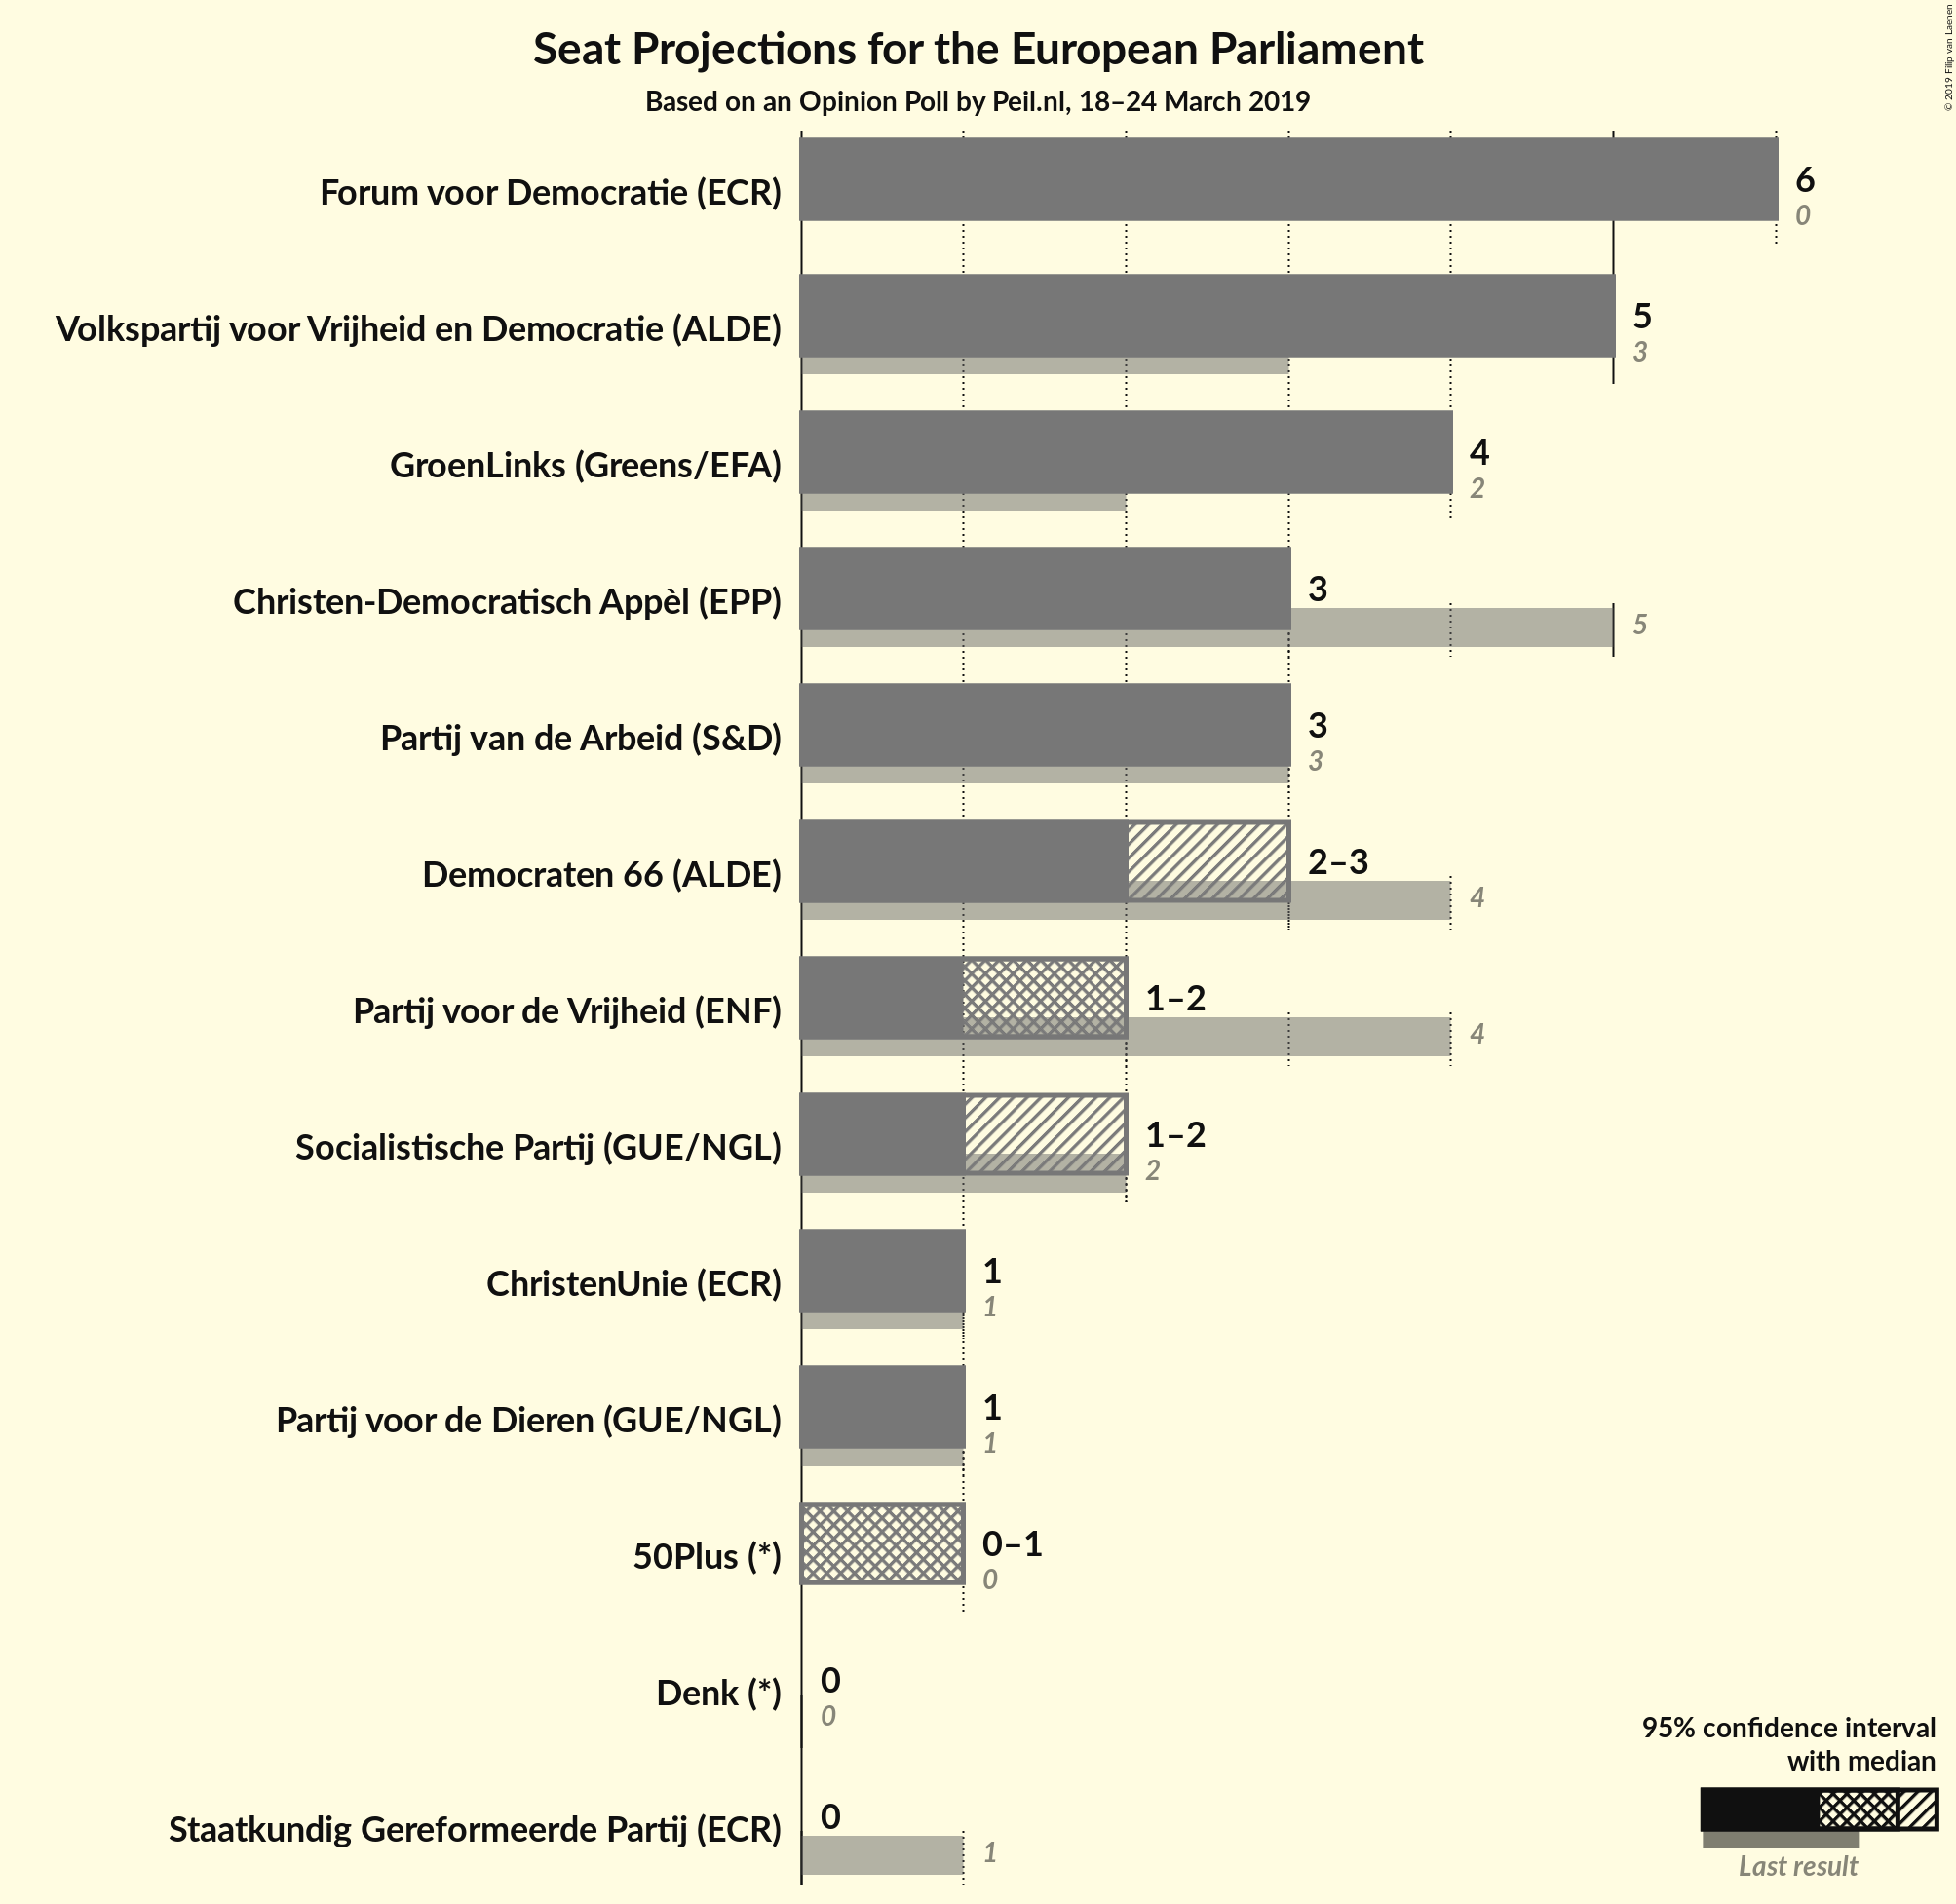 Seat Projections for the European Parliament
Based on an Opinion Poll by Peil.nl, 18–24 March 2019
© 2019 Filip van Laenen
Forum voor Democratie (ECR)
6
0
Volkspartij voor Vrijheid en Democratie (ALDE)
5
3
GroenLinks (Greens/EFA)
4
2
Christen-Democratisch Appèl (EPP)
3
5
Partij van de Arbeid (S&D)
3
3
Democraten 66 (ALDE)
2–3
4
Partij voor de Vrijheid (ENF)
1–2
4
Socialistische Partij (GUE/NGL)
1–2
2
ChristenUnie (ECR)
1
1
Partij voor de Dieren (GUE/NGL)
1
1
50Plus (*)
0–1
0
Denk (*)
0
0
Staatkundig Gereformeerde Partij (ECR)
0
1
95% confidence interval
with median
Last result